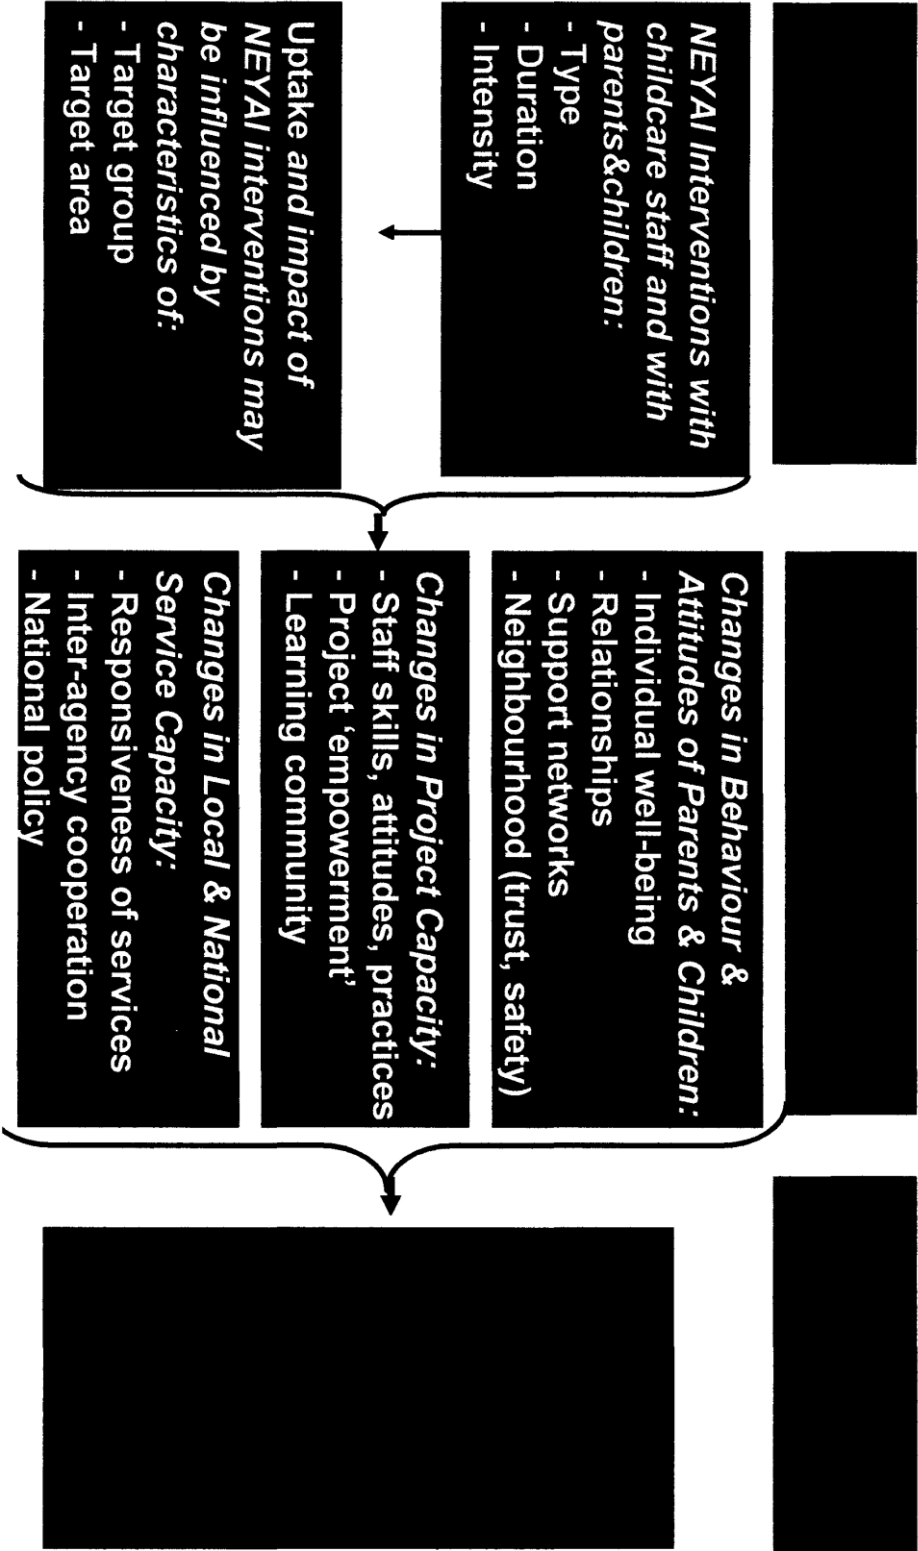 NEYAI Interventions with
childcare staff and with
parents&children:
- Type
- Duration
- Intensity
Uptake and impact of
NEYAI interventions may
be influenced by
characteristics of:
- Target group
- Target area
Changes in Behaviour &
Attitudes of Parents & Children:
- Individual well-being
- Relationships
- Support networks
- Neighbourhood (trust, safety)
Changes in Project Capacity:
- Staff skills, attitudes, practices
- Project ‘empowerment’
- Learning community
Changes in Local & National
Service Capacity:
- Responsiveness of services
- Inter-agency cooperation
- National policy